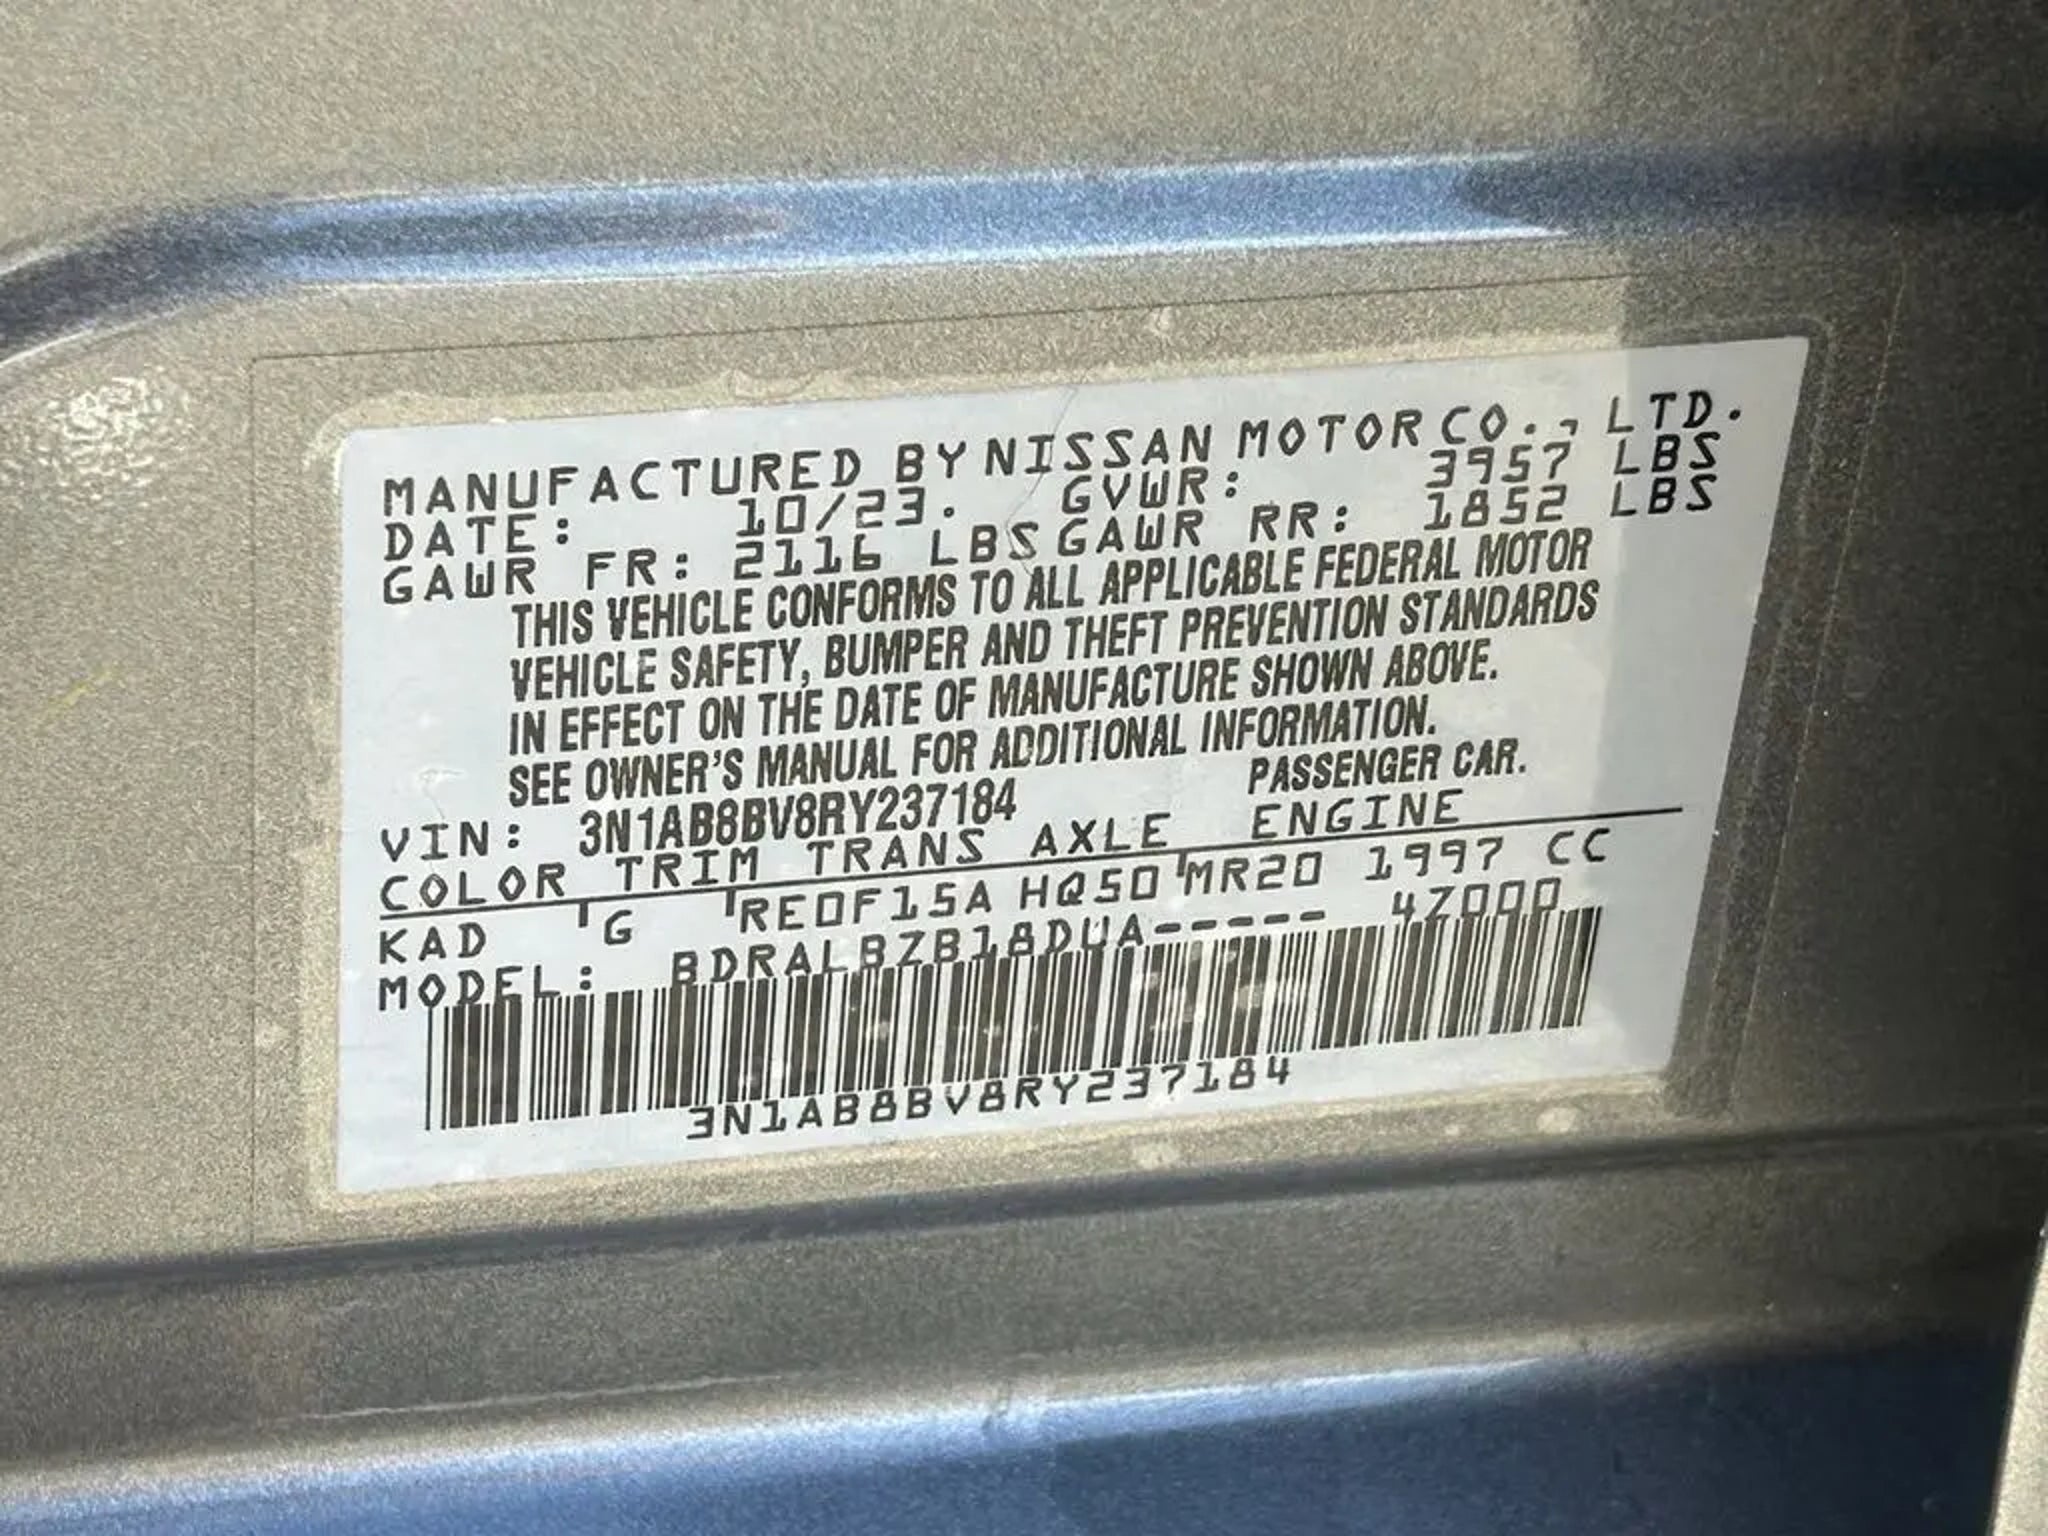 MANUFACTURED BY NISSAN MOTOR CO., LTD.
DATE: 10/23. GVWR: 3957 LBS
GAWR FR: 2116 LBS GAWR RR: 1852 LBS
THIS VEHICLE CONFORMS TO ALL APPLICABLE FEDERAL MOTOR
VEHICLE SAFETY, BUMPER AND THEFT PREVENTION STANDARDS
IN EFFECT ON THE DATE OF MANUFACTURE SHOWN ABOVE.
SEE OWNER'S MANUAL FOR ADDITIONAL INFORMATION.
VIN: 3N1AB8BV8RY237184 PASSENGER CAR.
COLOR TRIM TRANS AXLE ENGINE
KAD G RE0F15A HQ50 MR20 1997 CC
MODEL: BDRALBZB18DUA----- 4Z000
3N1AB8BV8RY237184